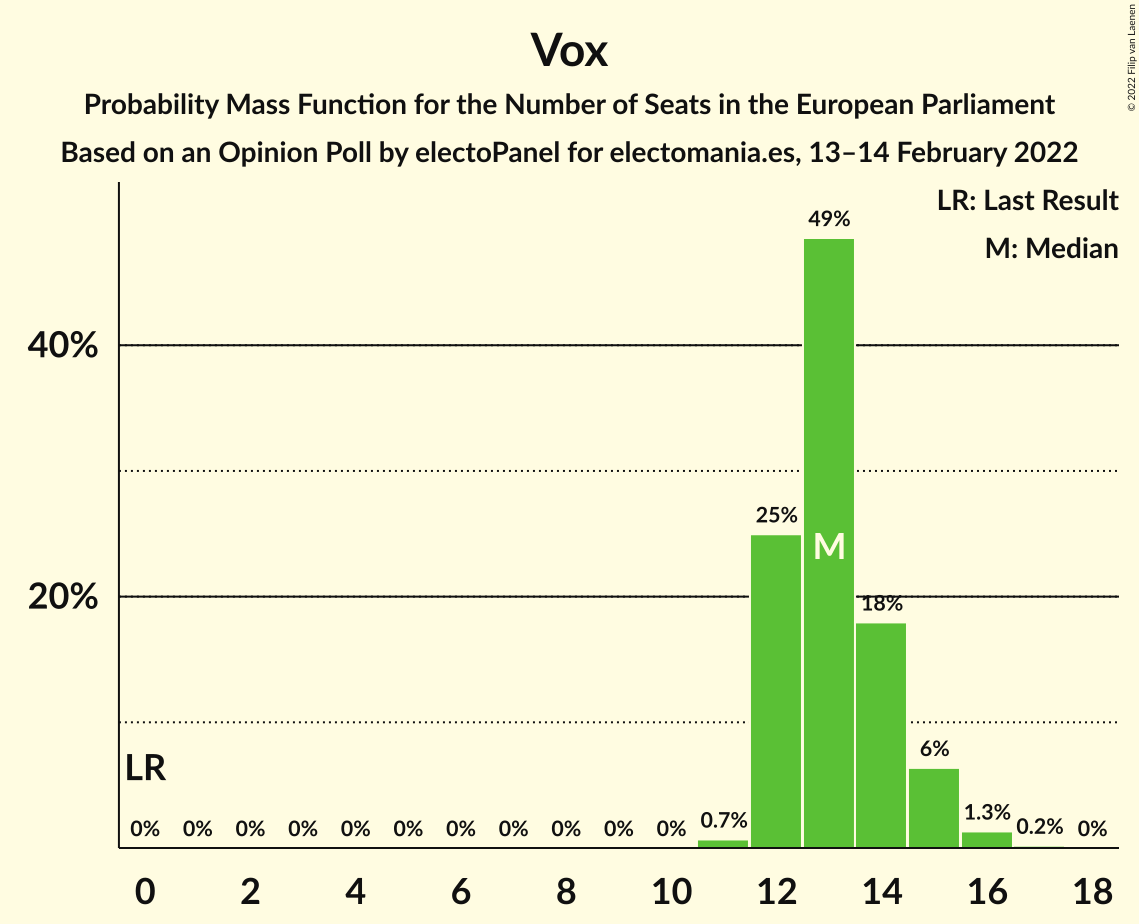 Vox
Probability Mass Function for the Number of Seats in the European Parliament
Based on an Opinion Poll by electoPanel for electomania.es, 13–14 February 2022
© 2022 Filip van Laenen
LR: Last Result
M: Median
49%
40%
25%
M
20%
18%
6%
LR
0% 0% 0% 0% 0% 0% 0% 0% 0% 0% 0% 0.7% 1.3% 0.2% 0%
0 2 4 6 8 10 12 14 16 18